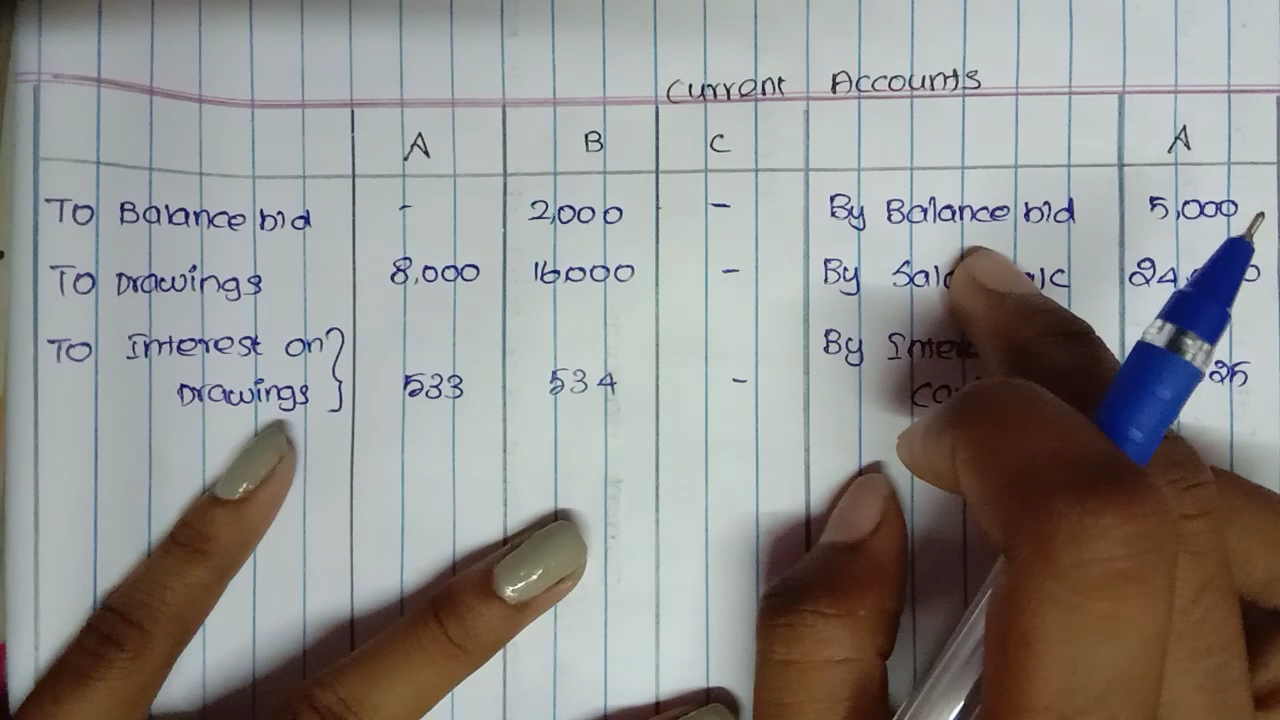 Current Accounts
A B C A
To Balance b/d - 2,000 - By Balance b/d 5,000
To Drawings 8,000 16000 - By
To Interest on
Drawings } 533 534 - By